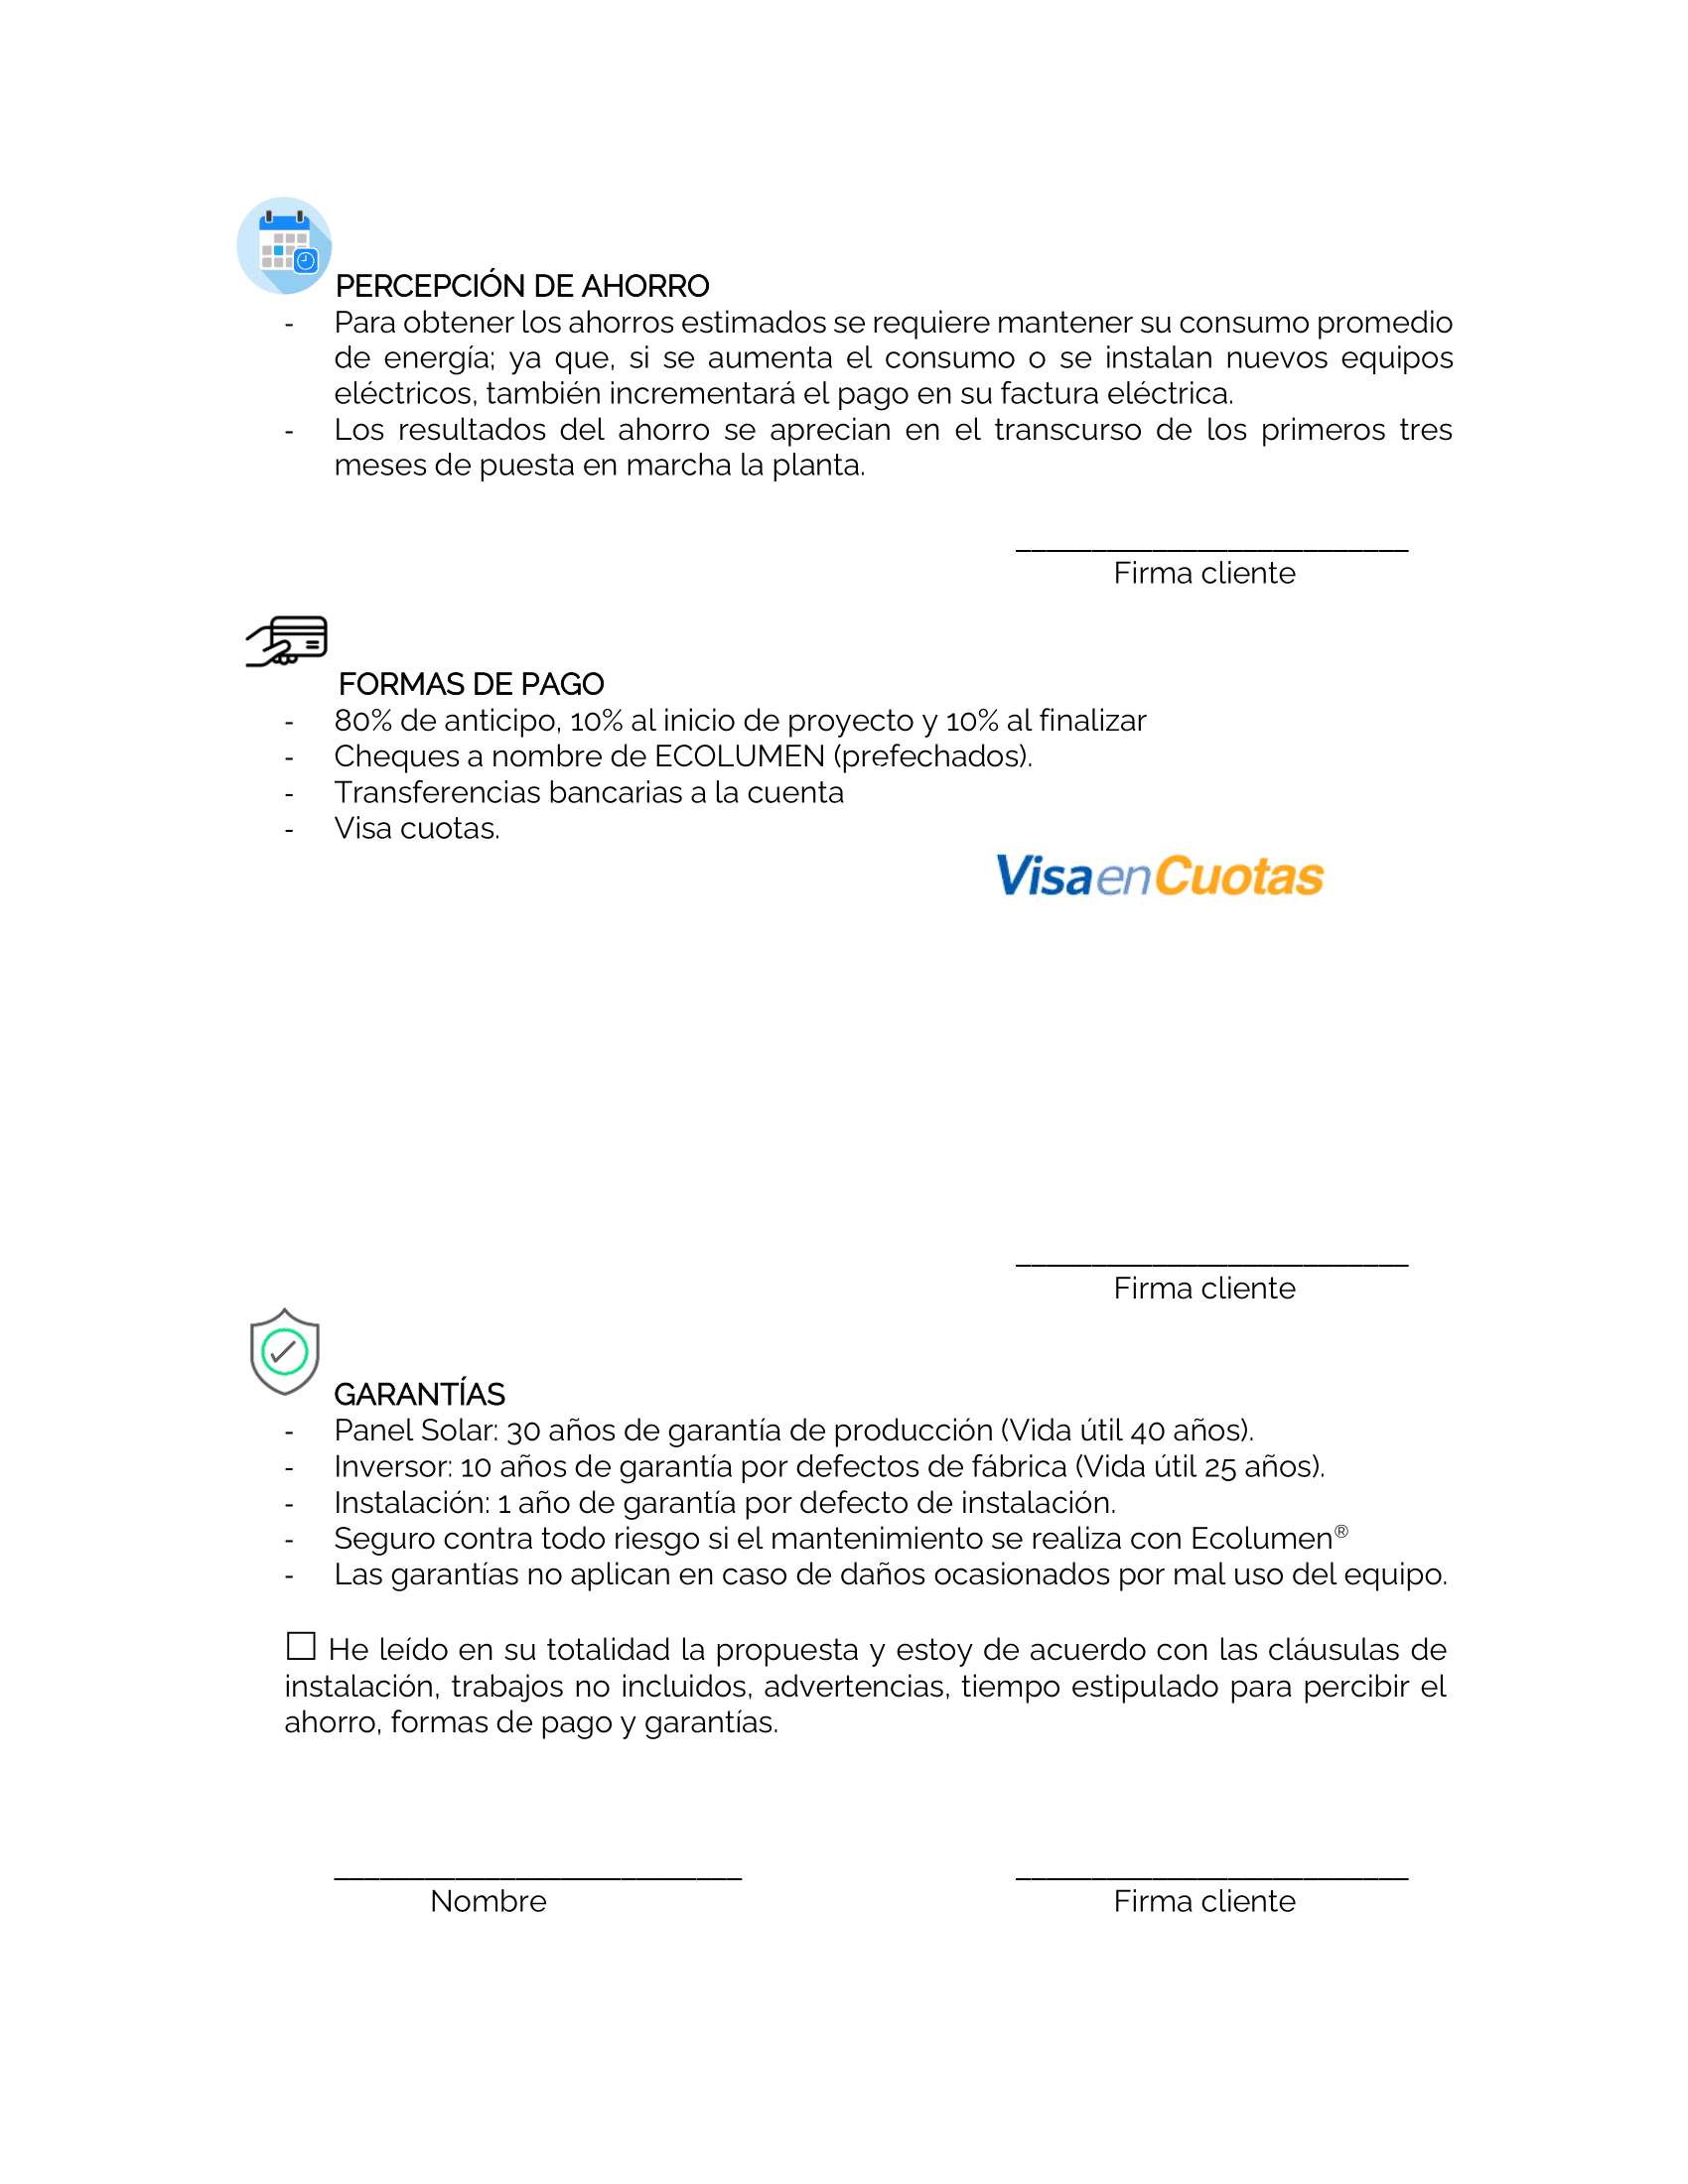 PERCEPCIÓN DE AHORRO
- Para obtener los ahorros estimados se requiere mantener su consumo promedio
de energía; ya que, si se aumenta el consumo o se instalan nuevos equipos
eléctricos, también incrementará el pago en su factura eléctrica.
- Los resultados del ahorro se aprecian en el transcurso de los primeros tres
meses de puesta en marcha la planta.
Firma cliente
FORMAS DE PAGO
- 80% de anticipo, 10% al inicio de proyecto y 10% al finalizar
- Cheques a nombre de ECOLUMEN (prefechados).
- Transferencias bancarias a la cuenta
- Visa cuotas.
Visa en Cuotas
Firma cliente
GARANTÍAS
- Panel Solar: 30 años de garantía de producción (Vida útil 40 años).
- Inversor: 10 años de garantía por defectos de fábrica (Vida útil 25 años).
- Instalación: 1 año de garantía por defecto de instalación.
- Seguro contra todo riesgo si el mantenimiento se realiza con Ecolumen®
- Las garantías no aplican en caso de daños ocasionados por mal uso del equipo.
☐ He leído en su totalidad la propuesta y estoy de acuerdo con las cláusulas de
instalación, trabajos no incluidos, advertencias, tiempo estipulado para percibir el
ahorro, formas de pago y garantías.
Nombre Firma cliente